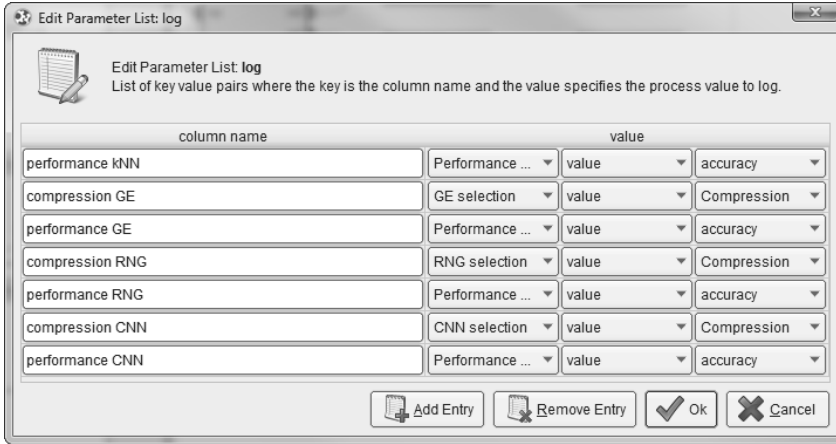 Edit Parameter List: log
Edit Parameter List: log
List of key value pairs where the key is the column name and the value specifies the process value to log.
column name value
performance kNN Performance ... value accuracy
compression GE GE selection value Compression
performance GE Performance ... value accuracy
compression RNG RNG selection value Compression
performance RNG Performance ... value accuracy
compression CNN CNN selection value Compression
performance CNN Performance ... value accuracy
Add Entry Remove Entry Ok Cancel